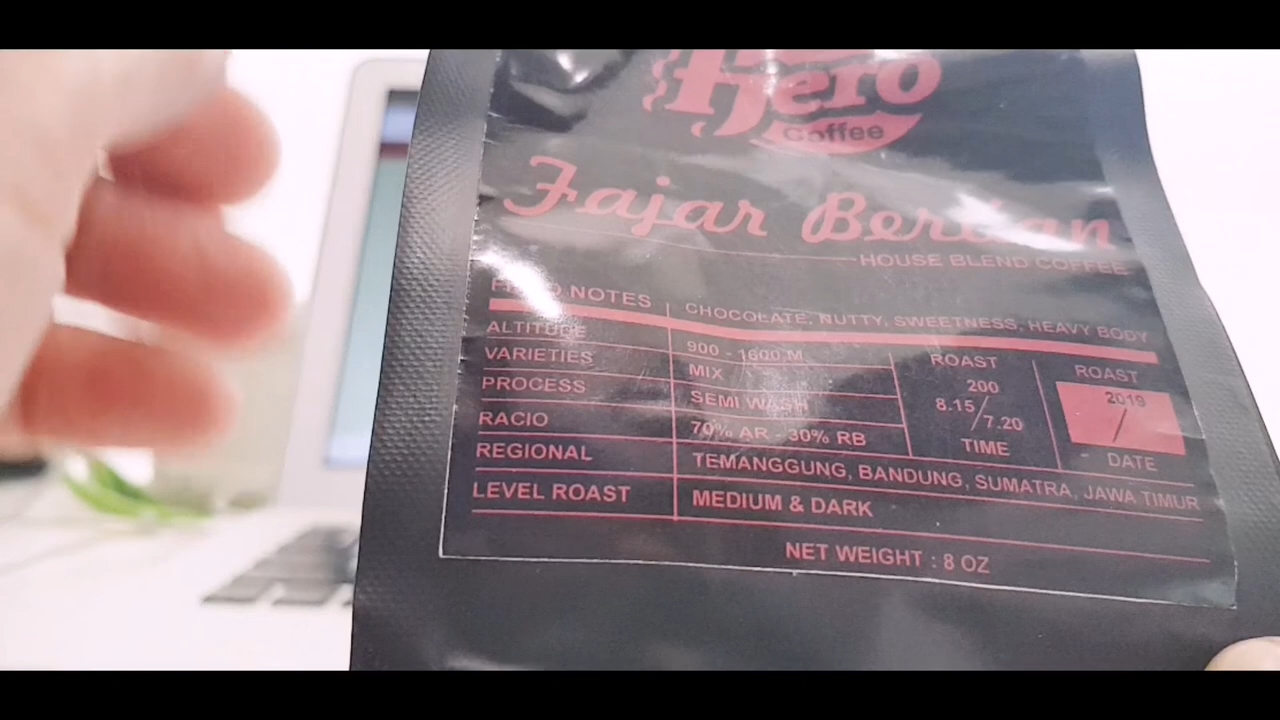 Hero
Coffee
Fajar
HOUSE BLEND COFFEE
NOTES CHOCOLATE, NUTTY, SWEETNESS, HEAVY BODY
ALTITUDE 900 - 1600 M
VARIETIES MIX
PROCESS SEMI WASH
RACIO 70% AR - 30% RB
REGIONAL TEMANGGUNG, BANDUNG, SUMATRA, JAWA TIMUR
LEVEL ROAST MEDIUM & DARK
ROAST
200
8.15/7.20
TIME
ROAST
2019
/
DATE
NET WEIGHT : 8 OZ